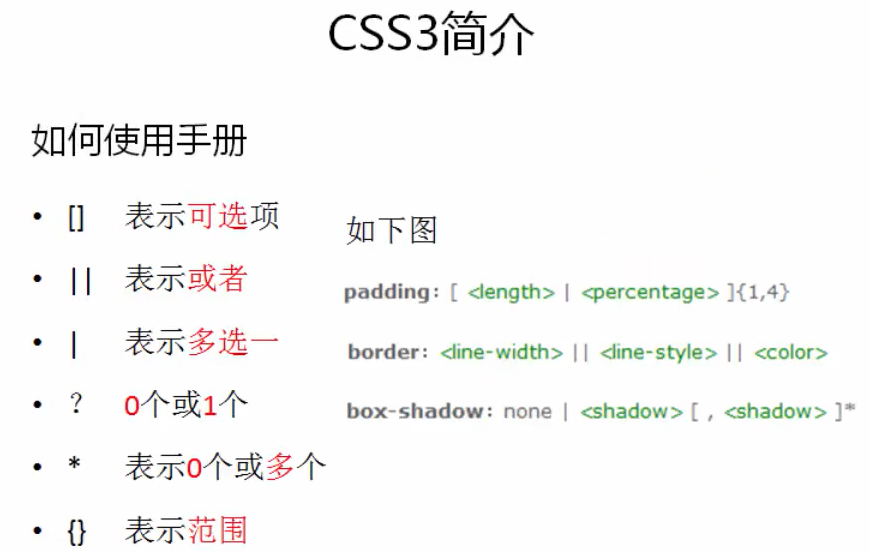 CSS3简介
如何使用手册
• [] 表示可选项
• || 表示或者
• | 表示多选一
• ? 0个或1个
• * 表示0个或多个
• {} 表示范围
如下图
padding: [ <length> | <percentage> ]{1,4}
border: <line-width> || <line-style> || <color>
box-shadow: none | <shadow> [ , <shadow> ]*